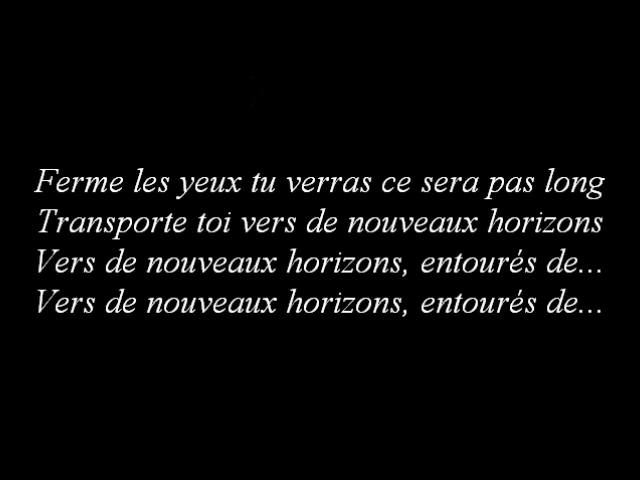 Ferme les yeux tu verras ce sera pas long
Transporte toi vers de nouveaux horizons
Vers de nouveaux horizons, entourés de...
Vers de nouveaux horizons, entourés de...